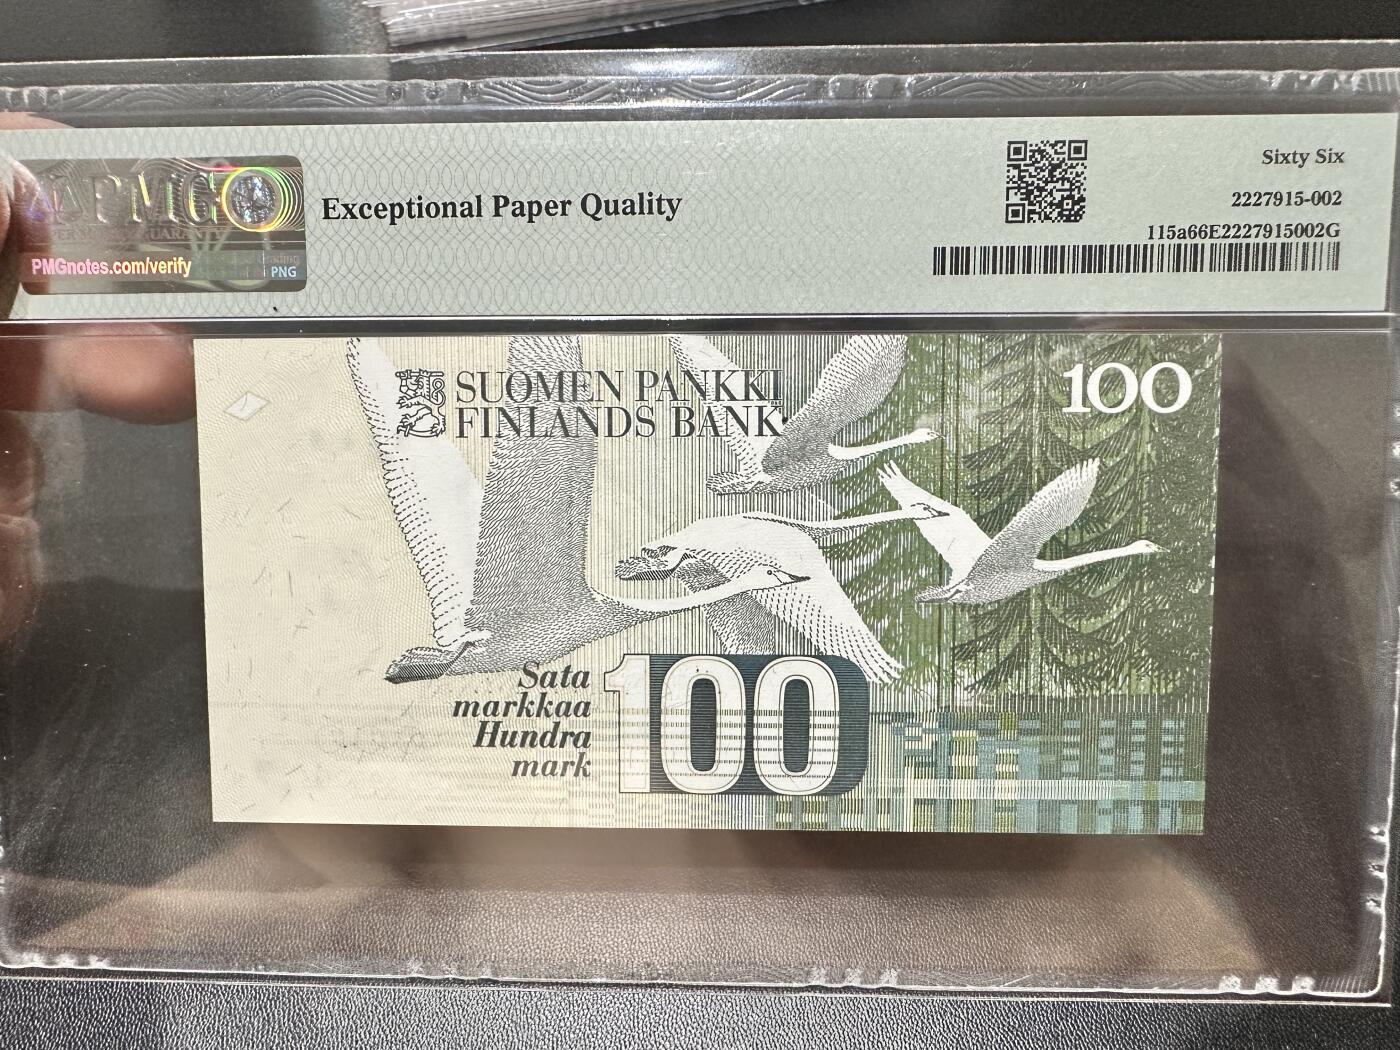 PMG
PMGnotes.com/verify
PNG
Exceptional Paper Quality
Sixty Six
2227915-002
115a66E2227915002G
SUOMEN PANKKI
FINLANDS BANK
100
Sata
markkaa
Hundra
mark
100